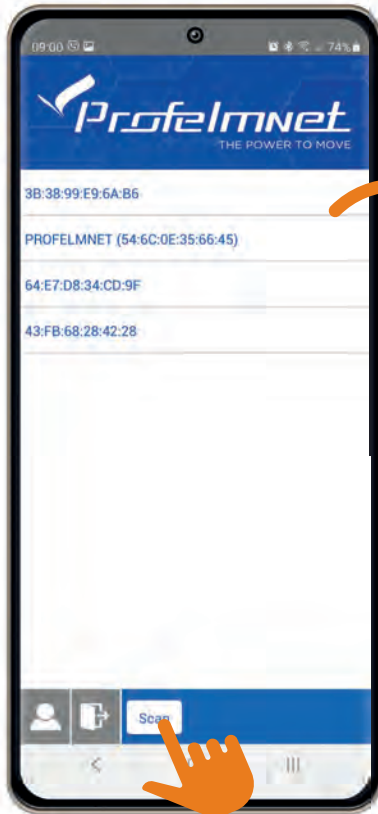 09:00
74%
Profelmnet
THE POWER TO MOVE
3B:38:99:E9:6A:B6
PROFELMNET (54:6C:0E:35:66:45)
64:E7:D8:34:CD:9F
43:FB:68:28:42:28
Scan